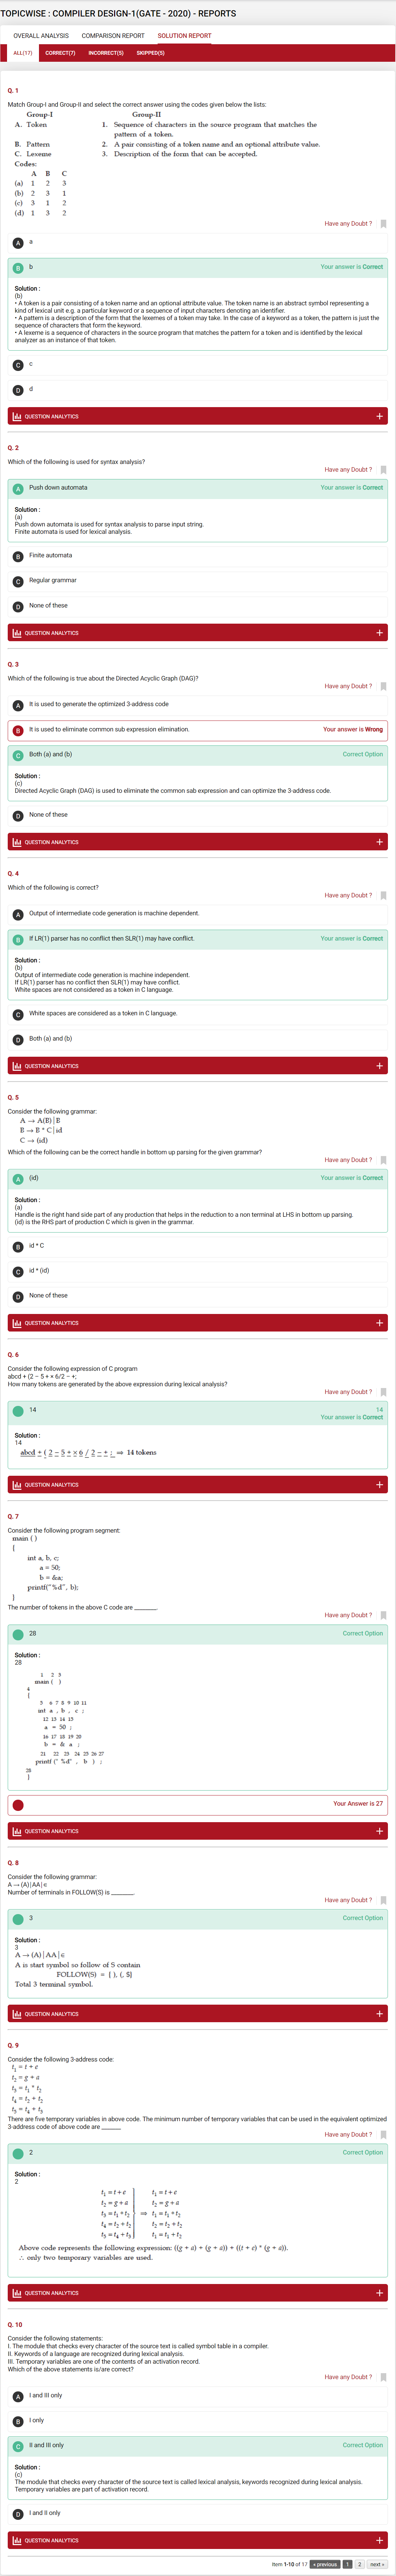 TOPICWISE : COMPILER DESIGN-1(GATE - 2020) - REPORTS
OVERALL ANALYSIS COMPARISON REPORT SOLUTION REPORT
ALL(17) CORRECT(7) INCORRECT(5) SKIPPED(5)
Q. 1
Match Group-I and Group-II and select the correct answer using the codes given below the lists:
Group-I Group-II
A. Token 1. Sequence of characters in the source program that matches the
pattern of a token.
B. Pattern 2. A pair consisting of a token name and an optional attribute value.
C. Lexeme 3. Description of the form that can be accepted.
Codes:
A B C
(a) 1 2 3
(b) 2 3 1
(c) 3 1 2
(d) 1 3 2
Have any Doubt ?
A a
B b Your answer is Correct
Solution :
(b)
• A token is a pair consisting of a token name and an optional attribute value. The token name is an abstract symbol representing a
kind of lexical unit e.g. a particular keyword or a sequence of input characters denoting an identifier.
• A pattern is a description of the form that the lexemes of a token may take. In the case of a keyword as a token, the pattern is just the
sequence of characters that form the keyword.
• A lexeme is a sequence of characters in the source program that matches the pattern for a token and is identified by the lexical
analyzer as an instance of that token.
C c
D d
QUESTION ANALYTICS +
Q. 2
Which of the following is used for syntax analysis?
Have any Doubt ?
A Push down automata Your answer is Correct
Solution :
(a)
Push down automata is used for syntax analysis to parse input string.
Finite automata is used for lexical analysis.
B Finite automata
C Regular grammar
D None of these
QUESTION ANALYTICS +
Q. 3
Which of the following is true about the Directed Acyclic Graph (DAG)?
Have any Doubt ?
A It is used to generate the optimized 3-address code
B It is used to eliminate common sub expression elimination. Your answer is Wrong
C Both (a) and (b) Correct Option
Solution :
(c)
Directed Acyclic Graph (DAG) is used to eliminate the common sab expression and can optimize the 3-address code.
D None of these
QUESTION ANALYTICS +
Q. 4
Which of the following is correct?
Have any Doubt ?
A Output of intermediate code generation is machine dependent.
B If LR(1) parser has no conflict then SLR(1) may have conflict. Your answer is Correct
Solution :
(b)
Output of intermediate code generation is machine independent.
If LR(1) parser has no conflict then SLR(1) may have conflict.
White spaces are not considered as a token in C language.
C White spaces are considered as a token in C language.
D Both (a) and (b)
QUESTION ANALYTICS +
Q. 5
Consider the following grammar:
A → A(B)|B
B → B * C|id
C → (id)
Which of the following can be the correct handle in bottom up parsing for the given grammar?
Have any Doubt ?
A (id) Your answer is Correct
Solution :
(a)
Handle is the right hand side part of any production that helps in the reduction to a non terminal at LHS in bottom up parsing.
(id) is the RHS part of production C which is given in the grammar.
B id * C
C id * (id)
D None of these
QUESTION ANALYTICS +
Q. 6
Consider the following expression of C program
abcd + (2 − 5 + × 6/2 − +;
How many tokens are generated by the above expression during lexical analysis?
Have any Doubt ?
14 14
Your answer is Correct
Solution :
14
abcd + ( 2 − 5 + × 6 / 2 − + ; ⇒ 14 tokens
QUESTION ANALYTICS +
Q. 7
Consider the following program segment:
main ( )
{
int a, b, c;
a = 50;
b = &a;
printf("%d", b);
}
The number of tokens in the above C code are ______.
Have any Doubt ?
28 Correct Option
Solution :
28
1 2 3
main ( )
4
{
5 6 7 8 9 10 11
int a , b , c ;
12 13 14 15
a = 50 ;
16 17 18 19 20
b = & a ;
21 22 23 24 25 26 27
printf (" %d" , b ) ;
28
}
Your Answer is 27
QUESTION ANALYTICS +
Q. 8
Consider the following grammar:
A → (A)|AA|∈
Number of terminals in FOLLOW(S) is ______.
Have any Doubt ?
3 Correct Option
Solution :
3
A → (A)|AA|∈
A is start symbol so follow of S contain
FOLLOW(S) = { ), (, $}
Total 3 terminal symbol.
QUESTION ANALYTICS +
Q. 9
Consider the following 3-address code:
t1 = t + e
t2 = g + a
t3 = t1 * t2
t4 = t2 + t2
t5 = t4 + t3
There are five temporary variables in above code. The minimum number of temporary variables that can be used in the equivalent optimized
3-address code of above code are ______
Have any Doubt ?
2 Correct Option
Solution :
2
t1 = t + e t1 = t + e
t2 = g + a t2 = g + a
t3 = t1 * t2 ⇒ t1 = t1 * t2
t4 = t2 + t2 t2 = t2 + t2
t5 = t4 + t3 t1 = t1 + t2
Above code represents the following expression: ((g + a) + (g + a)) + ((t + e) * (g + a)).
∴ only two temporary variables are used.
QUESTION ANALYTICS +
Q. 10
Consider the following statements:
I. The module that checks every character of the source text is called symbol table in a compiler.
II. Keywords of a language are recognized during lexical analysis.
III. Temporary variables are one of the contents of an activation record.
Which of the above statements is/are correct?
Have any Doubt ?
A I and III only
B I only
C II and III only Correct Option
Solution :
(c)
The module that checks every character of the source text is called lexical analysis, keywords recognized during lexical analysis.
Temporary variables are part of activation record.
D I and II only
QUESTION ANALYTICS +
Item 1-10 of 17 « previous 1 2 next »